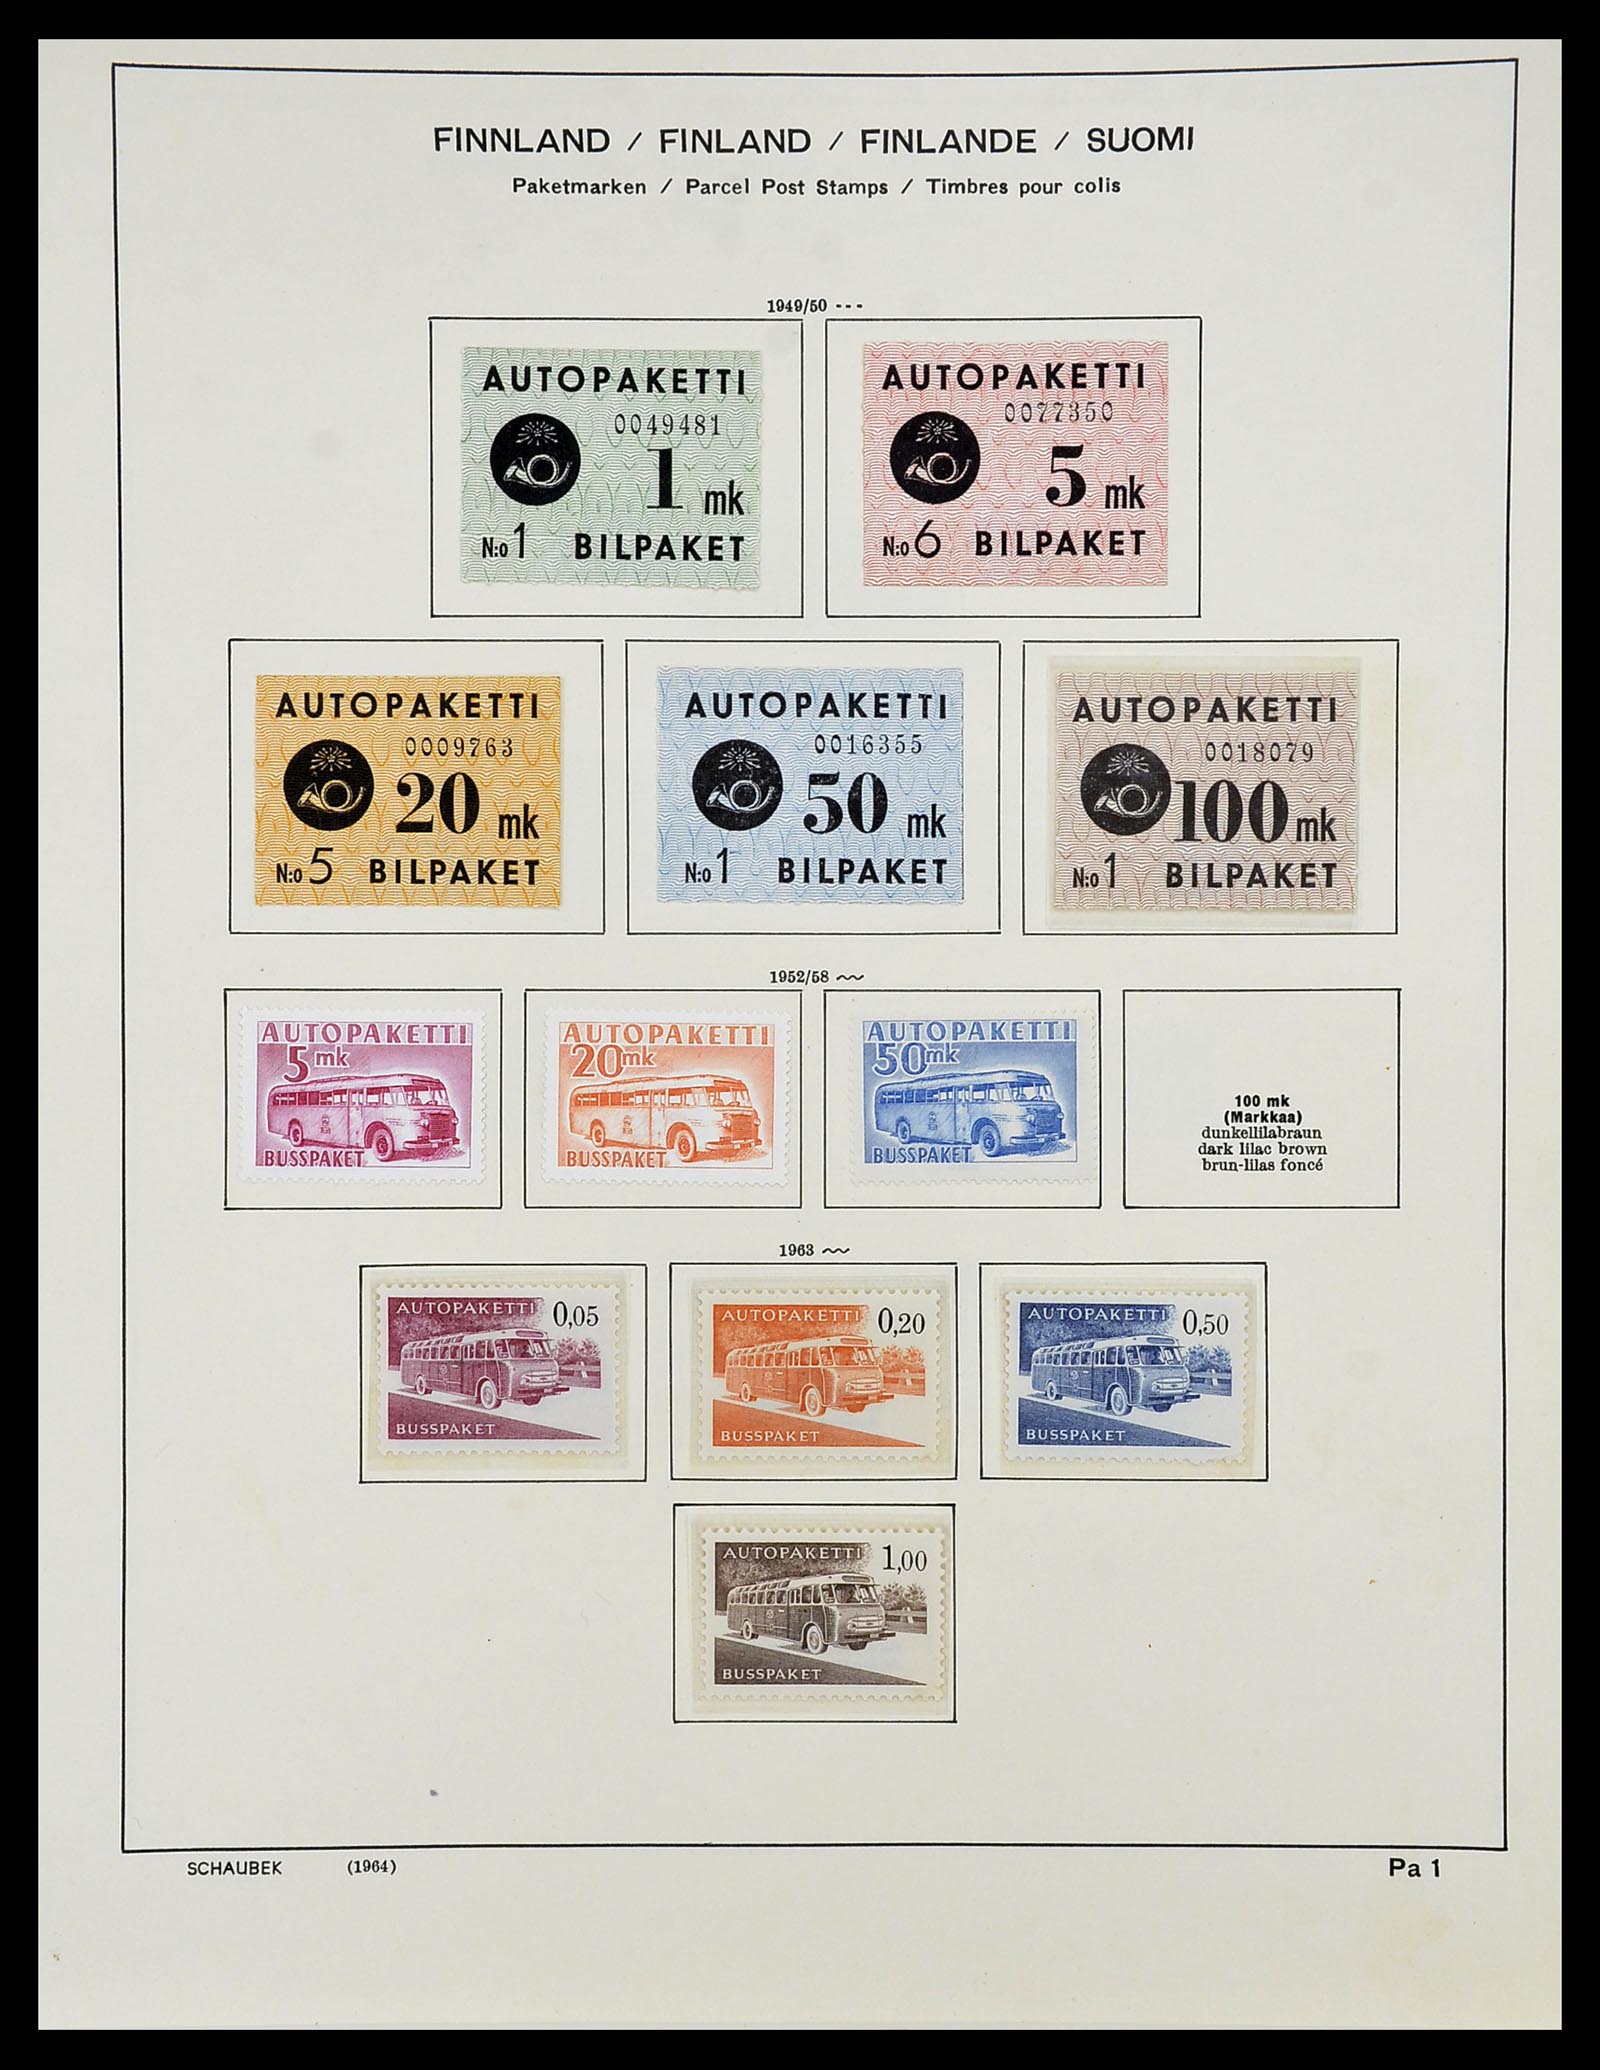 FINNLAND / FINLAND / FINLANDE / SUOMI
Paketmarken / Parcel Post Stamps / Timbres pour colis
1949/50 ---
AUTOPAKETTI
0049481
1 mk
N:o 1 BILPAKET
AUTOPAKETTI
0077350
5 mk
N:o 6 BILPAKET
AUTOPAKETTI
0009763
20 mk
N:o 5 BILPAKET
AUTOPAKETTI
0016355
50 mk
N:o 1 BILPAKET
AUTOPAKETTI
0018079
100 mk
N:o 1 BILPAKET
1952/58
AUTOPAKETTI
5 mk
BUSSPAKET
AUTOPAKETTI
20 mk
BUSSPAKET
AUTOPAKETTI
50 mk
BUSSPAKET
100 mk
(Markkaa)
dunkellilabraun
dark lilac brown
brun-lilas foncé
1963
AUTOPAKETTI 0,05
BUSSPAKET
AUTOPAKETTI 0,20
BUSSPAKET
AUTOPAKETTI 0,50
BUSSPAKET
AUTOPAKETTI 1,00
BUSSPAKET
SCHAUBEK (1964) Pa 1